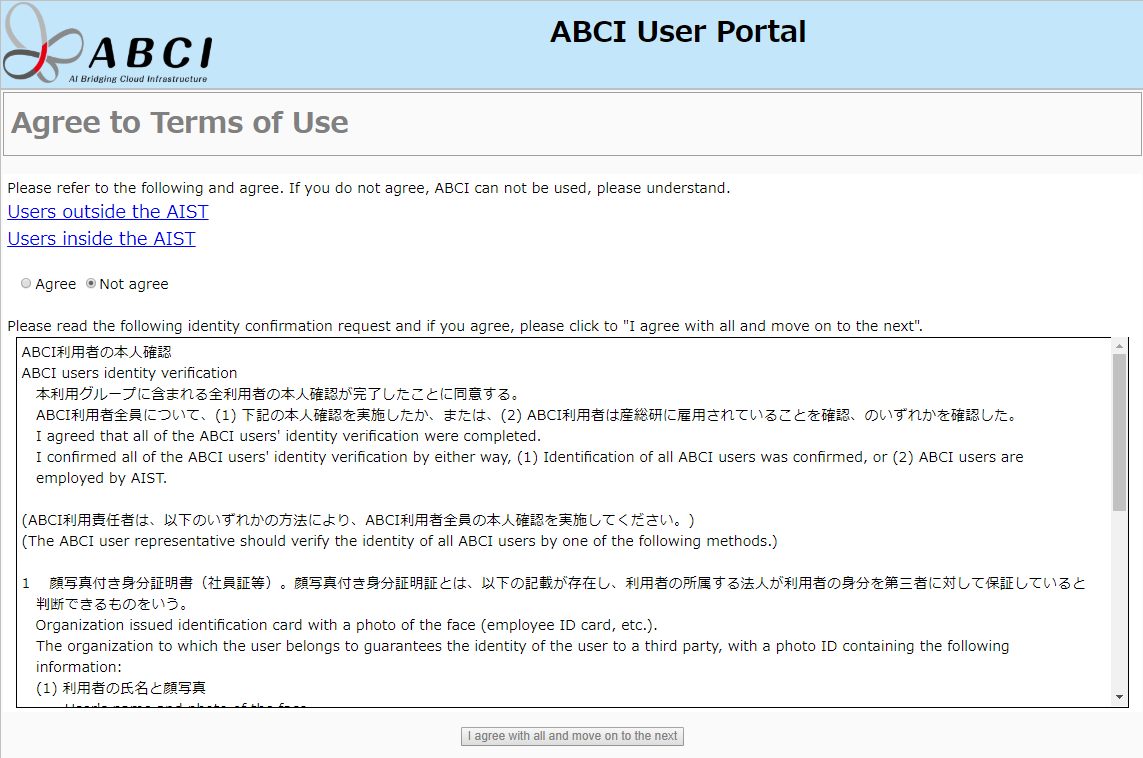 ABCI
AI Bridging Cloud Infrastructure
ABCI User Portal
Agree to Terms of Use
Please refer to the following and agree. If you do not agree, ABCI can not be used, please understand.
Users outside the AIST
Users inside the AIST
Agree Not agree
Please read the following identity confirmation request and if you agree, please click to "I agree with all and move on to the next".
ABCI利用者の本人確認
ABCI users identity verification
本利用グループに含まれる全利用者の本人確認が完了したことに同意する。
ABCI利用者全員について、(1) 下記の本人確認を実施したか、または、(2) ABCI利用者は産総研に雇用されていることを確認、のいずれかを確認した。
I agreed that all of the ABCI users' identity verification were completed.
I confirmed all of the ABCI users' identity verification by either way, (1) Identification of all ABCI users was confirmed, or (2) ABCI users are
employed by AIST.
(ABCI利用責任者は、以下のいずれかの方法により、ABCI利用者全員の本人確認を実施してください。)
(The ABCI user representative should verify the identity of all ABCI users by one of the following methods.)
1 顔写真付き身分証明書（社員証等）。顔写真付き身分証明証とは、以下の記載が存在し、利用者の所属する法人が利用者の身分を第三者に対して保証していると
判断できるものをいう。
Organization issued identification card with a photo of the face (employee ID card, etc.).
The organization to which the user belongs to guarantees the identity of the user to a third party, with a photo ID containing the following
information:
(1) 利用者の氏名と顔写真
User's name and photo of the face
I agree with all and move on to the next